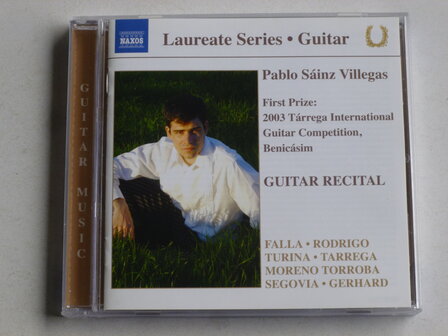 NAXOS
Laureate Series • Guitar
GUITAR MUSIC
Pablo Sáinz Villegas
First Prize:
2003 Tárrega International
Guitar Competition,
Benicásim
GUITAR RECITAL
FALLA • RODRIGO
TURINA • TARREGA
MORENO TORROBA
SEGOVIA • GERHARD